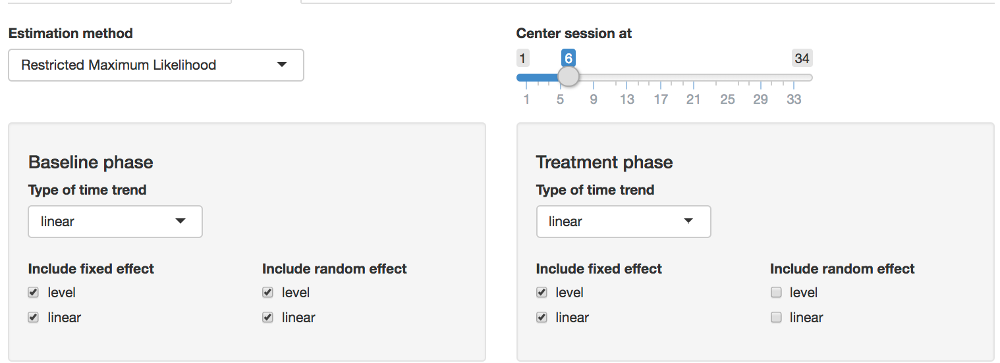 Estimation method
Restricted Maximum Likelihood
Center session at
1 6 34
1 5 9 13 17 21 25 29 33
Baseline phase
Type of time trend
linear
Include fixed effect
level
linear
Include random effect
level
linear
Treatment phase
Type of time trend
linear
Include fixed effect
level
linear
Include random effect
level
linear